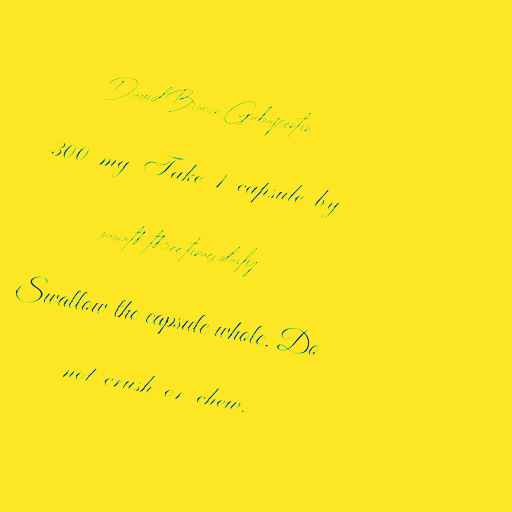 David Brown Gabapentin
300 mg Take 1 capsule by
mouth three times daily
Swallow the capsule whole. Do
not crush or chew.